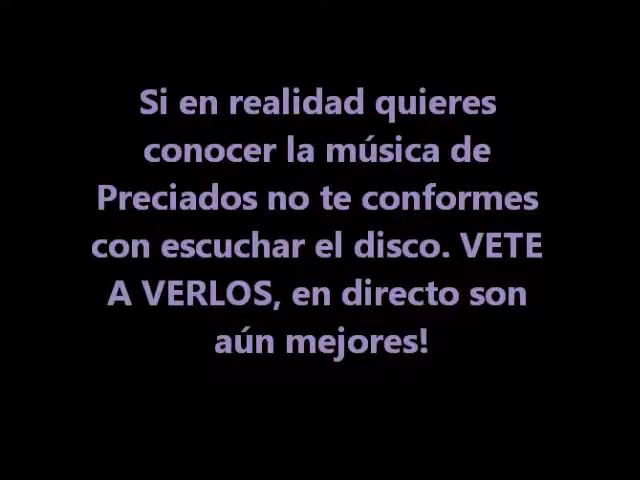 Si en realidad quieres
conocer la música de
Preciados no te conformes
con escuchar el disco. VETE
A VERLOS, en directo son
aún mejores!